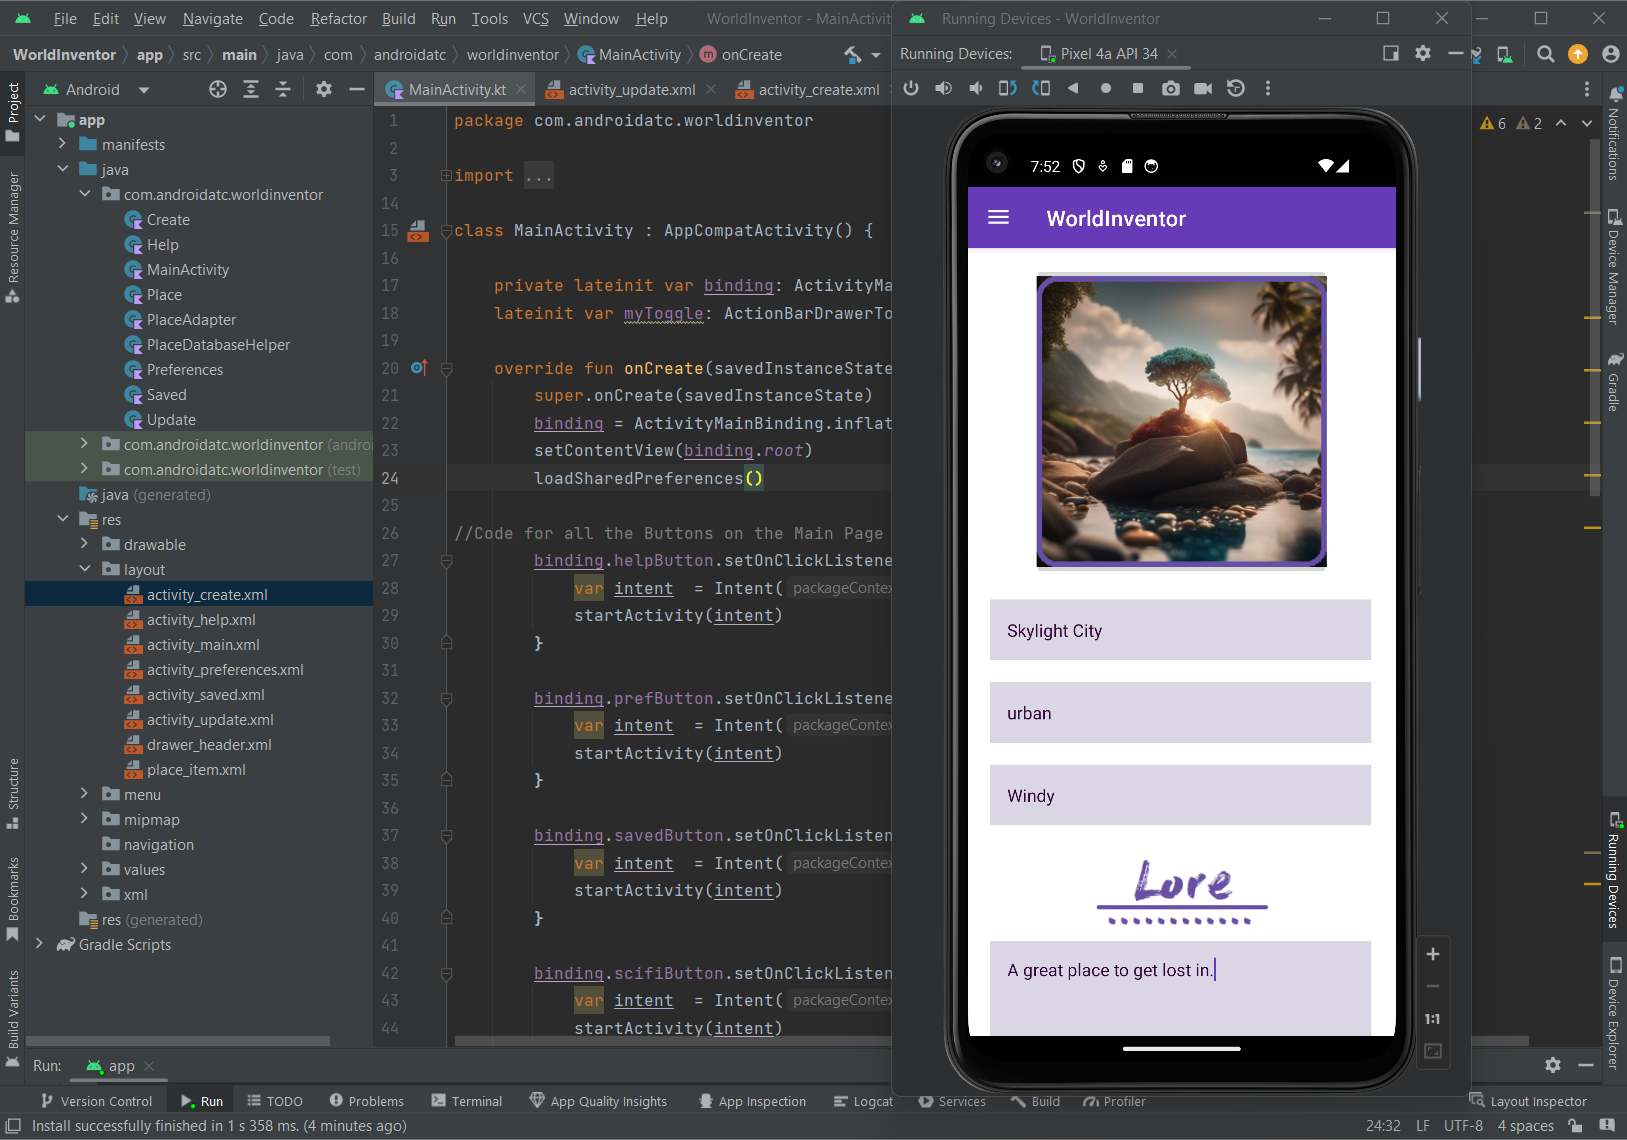 File Edit View Navigate Code Refactor Build Run Tools VCS Window Help WorldInventor - MainActivit
Running Devices - WorldInventor
WorldInventor app src main java com androidatc worldinventor MainActivity m onCreate
Running Devices: Pixel 4a API 34
Android
MainActivity.kt activity_update.xml activity_create.xml
6 2
Project
Resource Manager
Structure
Bookmarks
Build Variants
app
manifests
java
com.androidatc.worldinventor
Create
Help
MainActivity
Place
PlaceAdapter
PlaceDatabaseHelper
Preferences
Saved
Update
com.androidatc.worldinventor (andro
com.androidatc.worldinventor (test)
java (generated)
res
drawable
layout
activity_create.xml
activity_help.xml
activity_main.xml
activity_preferences.xml
activity_saved.xml
activity_update.xml
drawer_header.xml
place_item.xml
menu
mipmap
navigation
values
xml
res (generated)
Gradle Scripts
1 package com.androidatc.worldinventor
2
3 import ...
14
15 class MainActivity : AppCompatActivity() {
16
17 private lateinit var binding: ActivityMa
18 lateinit var myToggle: ActionBarDrawerTo
19
20 override fun onCreate(savedInstanceState
21 super.onCreate(savedInstanceState)
22 binding = ActivityMainBinding.inflat
23 setContentView(binding.root)
24 loadSharedPreferences()
25
26 //Code for all the Buttons on the Main Page
27 binding.helpButton.setOnClickListene
28 var intent = Intent( packageContex
29 startActivity(intent)
30 }
31
32 binding.prefButton.setOnClickListene
33 var intent = Intent( packageContex
34 startActivity(intent)
35 }
36
37 binding.savedButton.setOnClickListen
38 var intent = Intent( packageContex
39 startActivity(intent)
40 }
41
42 binding.scifiButton.setOnClickListen
43 var intent = Intent( packageContex
44 startActivity(intent)
7:52
WorldInventor
Skylight City
urban
Windy
Lore
A great place to get lost in.
1:1
Notifications
Device Manager
Gradle
Running Devices
Device Explorer
Run: app
Version Control Run TODO Problems Terminal App Quality Insights App Inspection Logcat Services Build Profiler Layout Inspector
Install successfully finished in 1 s 358 ms. (4 minutes ago) 24:32 LF UTF-8 4 spaces